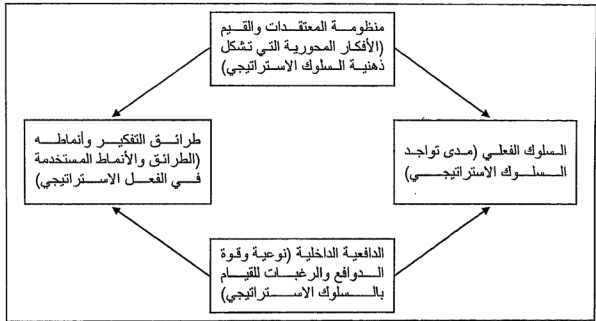 منظومة المعتقدات والقيم
(الأفكار المحورية التي تشكل
ذهنية السلوك الاستراتيجي)
طرائق التفكير وأنماطه
(الطرائق والأنماط المستخدمة
في الفعل الاستراتيجي)
السلوك الفعلي (مدى تواجد
السلوك الاستراتيجي)
الدافعية الداخلية (نوعية وقوة
الدوافع والرغبات للقيام
بالسلوك الاستراتيجي)